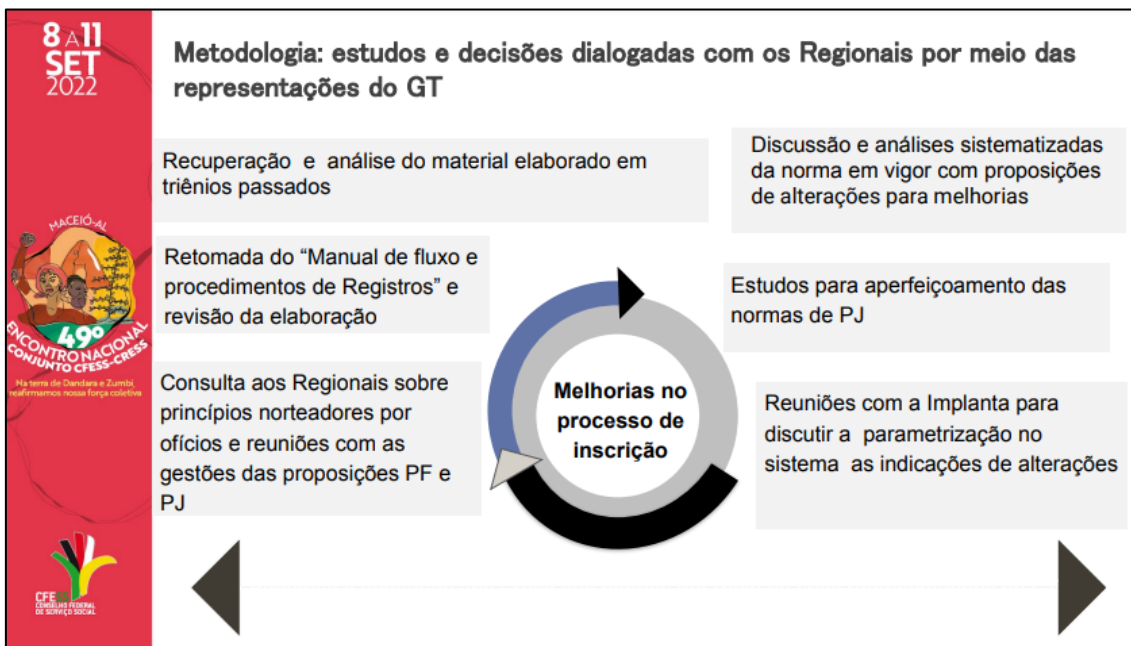 8 A 11
SET
2022
Metodologia: estudos e decisões dialogadas com os Regionais por meio das
representações do GT
Recuperação e análise do material elaborado em
triênios passados
Discussão e análises sistematizadas
da norma em vigor com proposições
de alterações para melhorias
MACEIÓ-AL
49º
ENCONTRO NACIONAL
CONJUNTO CFESS-CRESS
Na terra de Dandara e Zumbi,
reafirmamos nossa força coletiva
Retomada do “Manual de fluxo e
procedimentos de Registros” e
revisão da elaboração
Estudos para aperfeiçoamento das
normas de PJ
Melhorias no
processo de
inscrição
Consulta aos Regionais sobre
princípios norteadores por
ofícios e reuniões com as
gestões das proposições PF e
PJ
Reuniões com a Implanta para
discutir a parametrização no
sistema as indicações de alterações
CFESS
CONSELHO FEDERAL
DE SERVIÇO SOCIAL